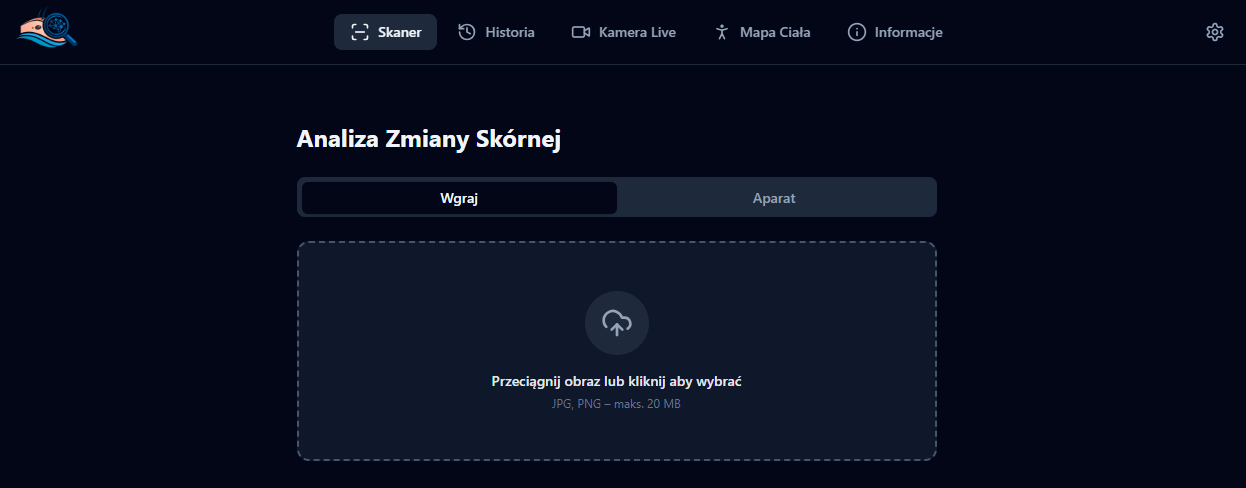 Skaner Historia Kamera Live Mapa Ciała Informacje
Analiza Zmiany Skórnej
Wgraj Aparat
Przeciągnij obraz lub kliknij aby wybrać
JPG, PNG – maks. 20 MB